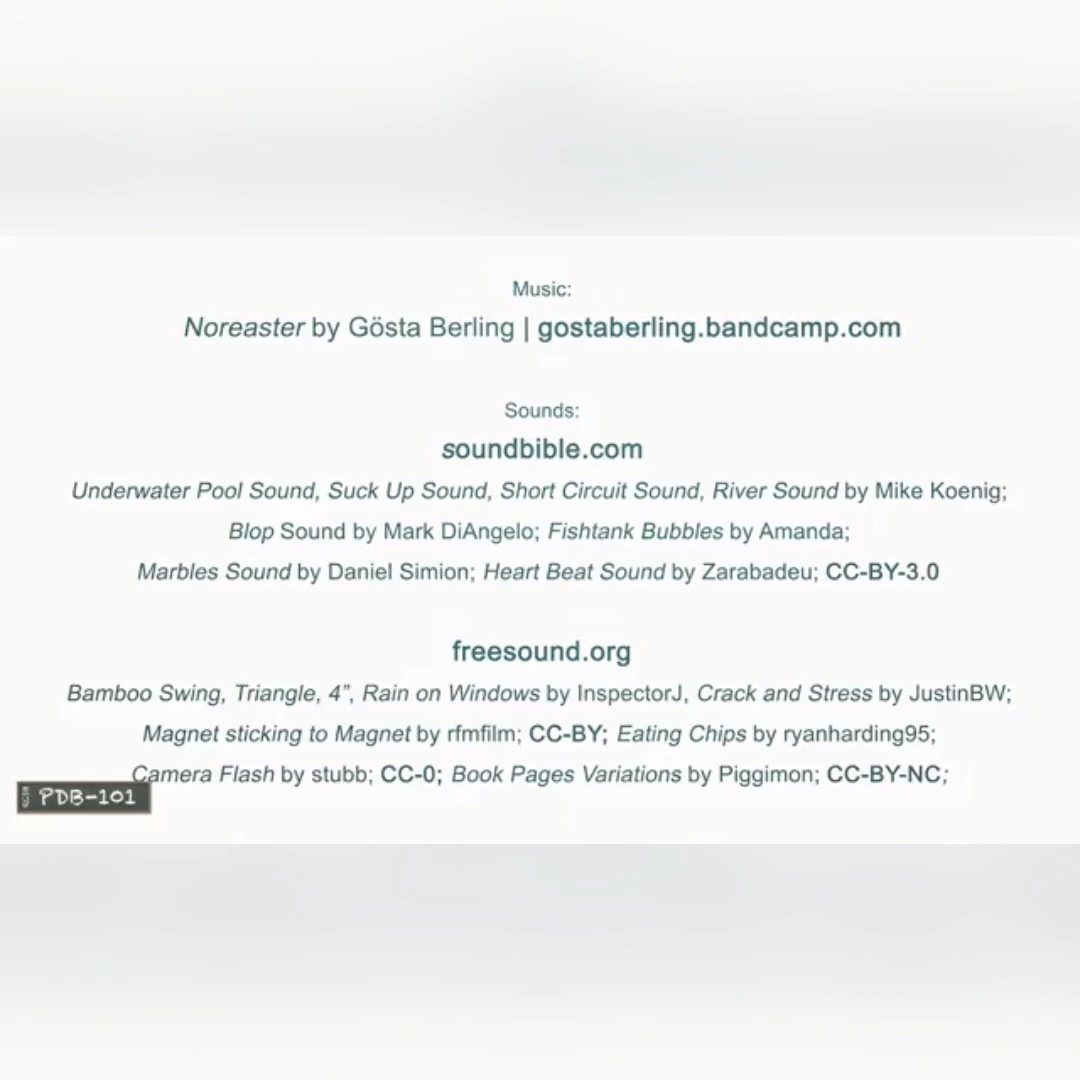 Music:
Noreaster by Gösta Berling | gostaberling.bandcamp.com
Sounds:
soundbible.com
Underwater Pool Sound, Suck Up Sound, Short Circuit Sound, River Sound by Mike Koenig;
Blop Sound by Mark DiAngelo; Fishtank Bubbles by Amanda;
Marbles Sound by Daniel Simion; Heart Beat Sound by Zarabadeu; CC-BY-3.0
freesound.org
Bamboo Swing, Triangle, 4”, Rain on Windows by InspectorJ, Crack and Stress by JustinBW;
Magnet sticking to Magnet by rfmfilm; CC-BY; Eating Chips by ryanharding95;
Camera Flash by stubb; CC-0; Book Pages Variations by Piggimon; CC-BY-NC;
PDB-101